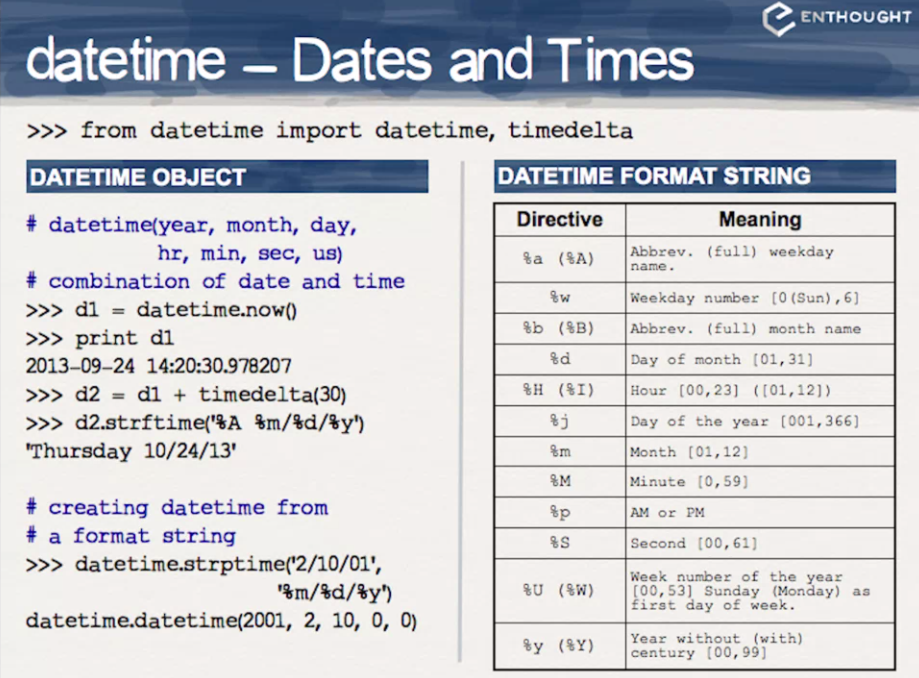 ENTHOUGHT
datetime – Dates and Times
>>> from datetime import datetime, timedelta
DATETIME OBJECT
# datetime(year, month, day,
hr, min, sec, us)
# combination of date and time
>>> d1 = datetime.now()
>>> print d1
2013-09-24 14:20:30.978207
>>> d2 = d1 + timedelta(30)
>>> d2.strftime('%A %m/%d/%y')
'Thursday 10/24/13'
# creating datetime from
# a format string
>>> datetime.strptime('2/10/01',
'%m/%d/%y')
datetime.datetime(2001, 2, 10, 0, 0)
DATETIME FORMAT STRING
Directive Meaning
%a (%A) Abbrev. (full) weekday
name.
%w Weekday number [0(Sun),6]
%b (%B) Abbrev. (full) month name
%d Day of month [01,31]
%H (%I) Hour [00,23] ([01,12])
%j Day of the year [001,366]
%m Month [01,12]
%M Minute [0,59]
%p AM or PM
%S Second [00,61]
%U (%W) Week number of the year
[00,53] Sunday (Monday) as
first day of week.
%y (%Y) Year without (with)
century [00,99]